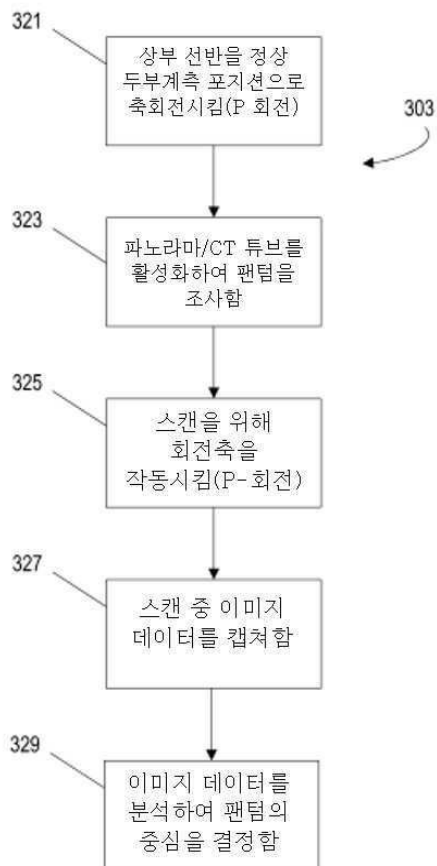 321
상부 선반을 정상
두부계측 포지션으로
축회전시킴(P 회전)
303
323
파노라마/CT 튜브를
활성화하여 팬텀을
조사함
325
스캔을 위해
회전축을
작동시킴(P-회전)
327
스캔 중 이미지
데이터를 캡쳐함
329
이미지 데이터를
분석하여 팬텀의
중심을 결정함